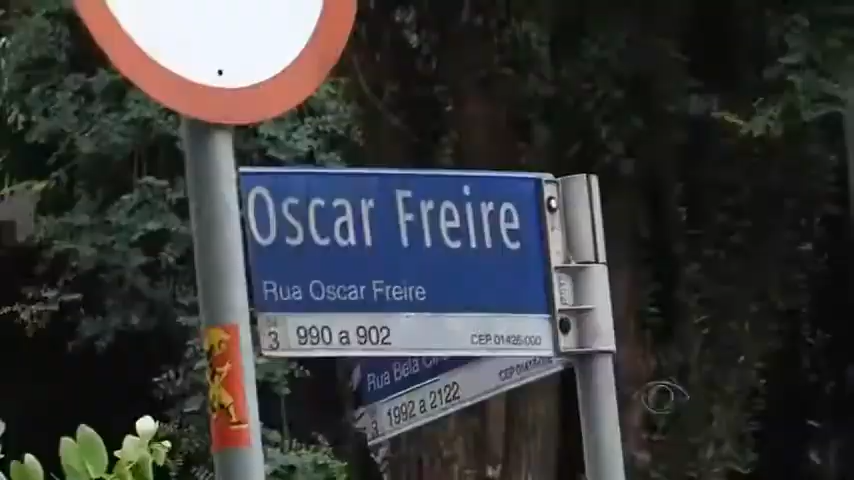 Oscar Freire
Rua Oscar Freire
3 990 a 902 CEP 01426-000
Rua Bela
3 1992 a 2122